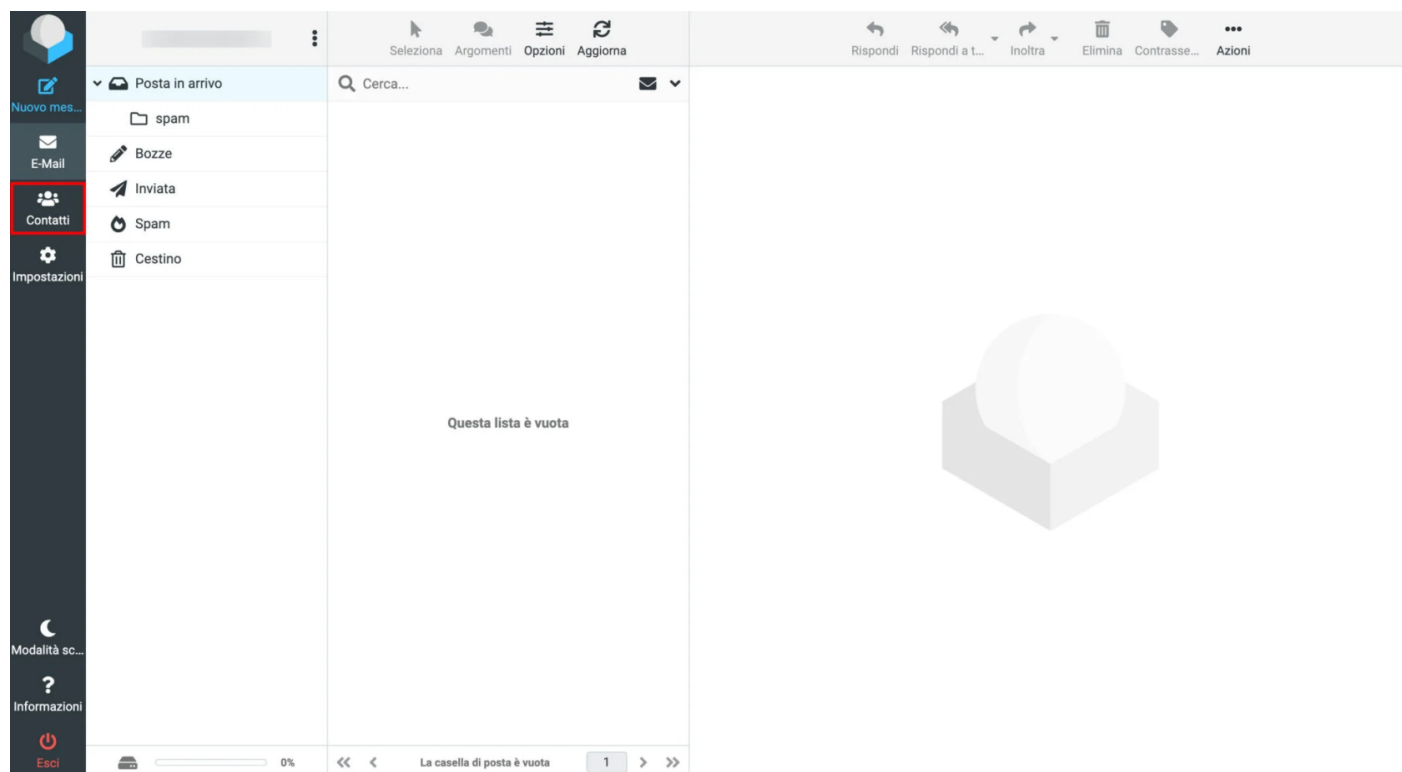 Nuovo mes...
E-Mail
Contatti
Impostazioni
Modalità sc...
Informazioni
Esci
Posta in arrivo
spam
Bozze
Inviata
Spam
Cestino
0%
Seleziona Argomenti Opzioni Aggiorna
Cerca...
Questa lista è vuota
La casella di posta è vuota 1
Rispondi Rispondi a t... Inoltra Elimina Contrasse... Azioni